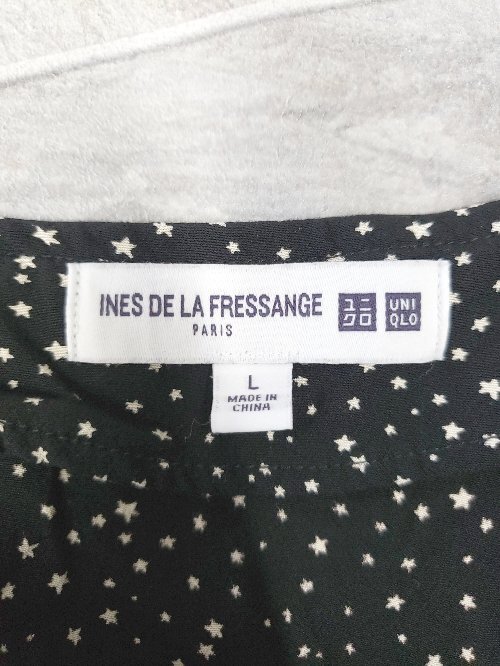 INES DE LA FRESSANGE
PARIS
ユニ
クロ
UNI
QLO
L
MADE IN
CHINA